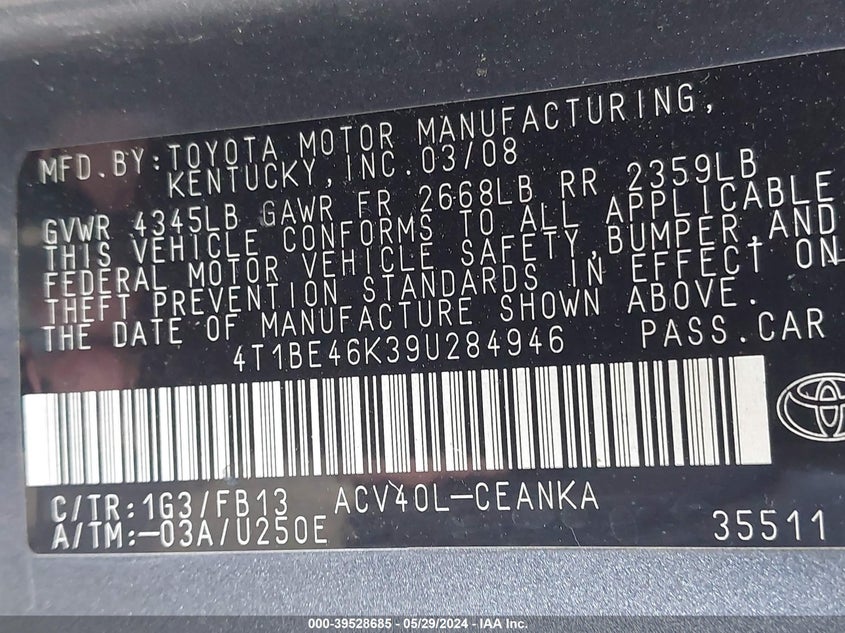 MFD.BY:TOYOTA MOTOR MANUFACTURING,
KENTUCKY,INC.03/08
GVWR 4345LB GAWR FR 2668LB RR 2359LB
THIS VEHICLE CONFORMS TO ALL APPLICABLE
FEDERAL MOTOR VEHICLE SAFETY,BUMPER,AND
THEFT PREVENTION STANDARDS IN EFFECT ON
THE DATE OF MANUFACTURE SHOWN ABOVE.
4T1BE46K39U284946 PASS.CAR
C/TR:1G3/FB13 ACV40L-CEANKA
A/TM:-03A/U250E 35511
000-39528685 - 05/29/2024 - IAA Inc.